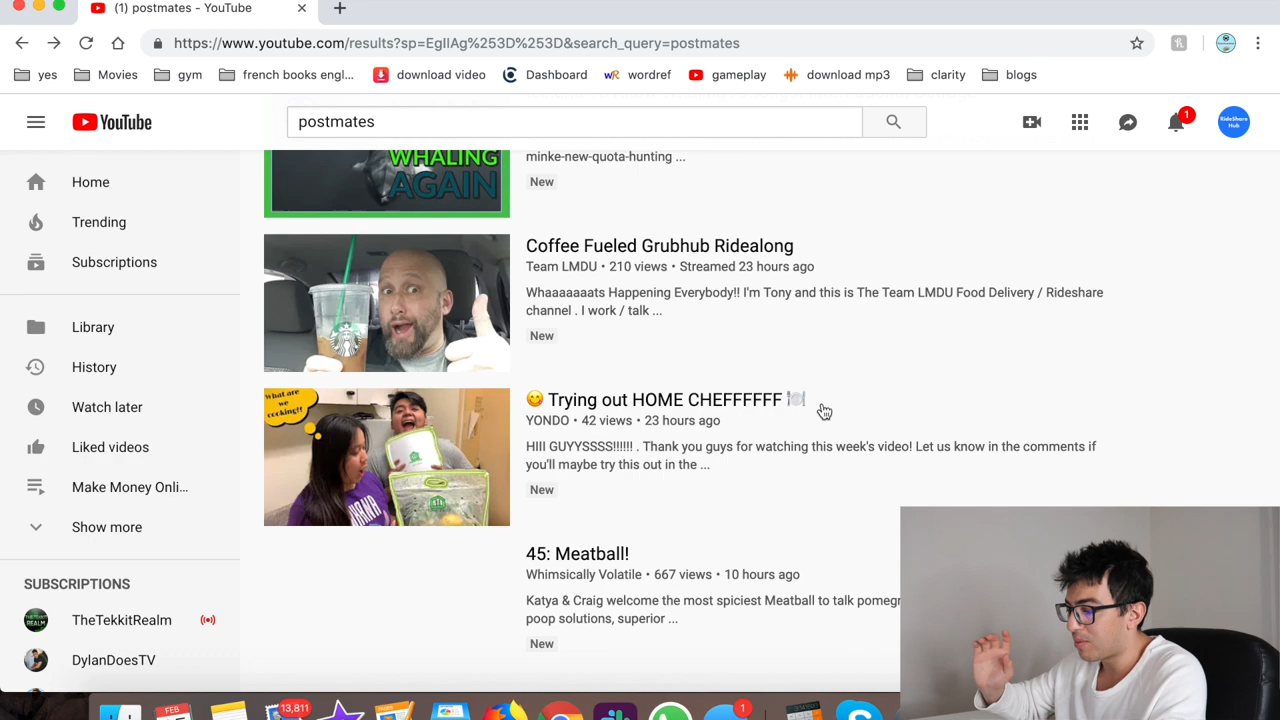 (1) postmates - YouTube
https://www.youtube.com/results?sp=EgIIAg%253D%253D&search_query=postmates
yes
Movies
gym
french books engl...
download video
Dashboard
wordref
gameplay
download mp3
clarity
blogs
YouTube
postmates
1
RideShare
Hub
Home
Trending
Subscriptions
Library
History
Watch later
Liked videos
Make Money Onli...
Show more
SUBSCRIPTIONS
TheTekkitRealm
DylanDoesTV
WHALING
AGAIN
minke-new-quota-hunting ...
New
Coffee Fueled Grubhub Ridealong
Team LMDU • 210 views • Streamed 23 hours ago
Whaaaaaaats Happening Everybody!! I'm Tony and this is The Team LMDU Food Delivery / Rideshare
channel . I work / talk ...
New
What are
we
cooking??
😋 Trying out HOME CHEFFFFFF 🍽️
YONDO • 42 views • 23 hours ago
HIII GUYYSSSS!!!!!! . Thank you guys for watching this week's video! Let us know in the comments if
you'll maybe try this out in the ...
New
45: Meatball!
Whimsically Volatile • 667 views • 10 hours ago
Katya & Craig welcome the most spiciest Meatball to talk
poop solutions, superior ...
New
FEB
13,811
1